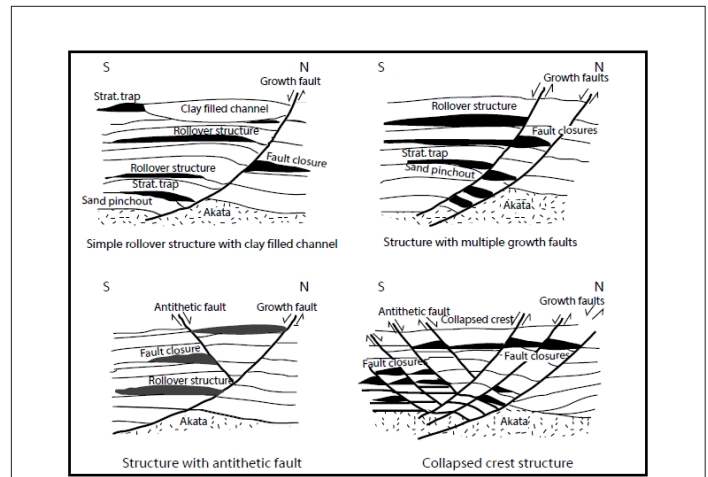 S N
Growth fault
Strat. trap
Clay filled channel
Rollover structure
Fault closure
Rollover structure
Strat. trap
Sand pinchout
Akata
Simple rollover structure with clay filled channel
S N
Growth faults
Rollover structure
Fault closures
Strat. trap
Sand pinchout
Akata
Structure with multiple growth faults
S N
Antithetic fault Growth fault
Fault closure
Rollover structure
Akata
Structure with antithetic fault
S N
Growth faults
Antithetic fault
Collapsed crest
Fault closures
Fault closures
Akata
Collapsed crest structure